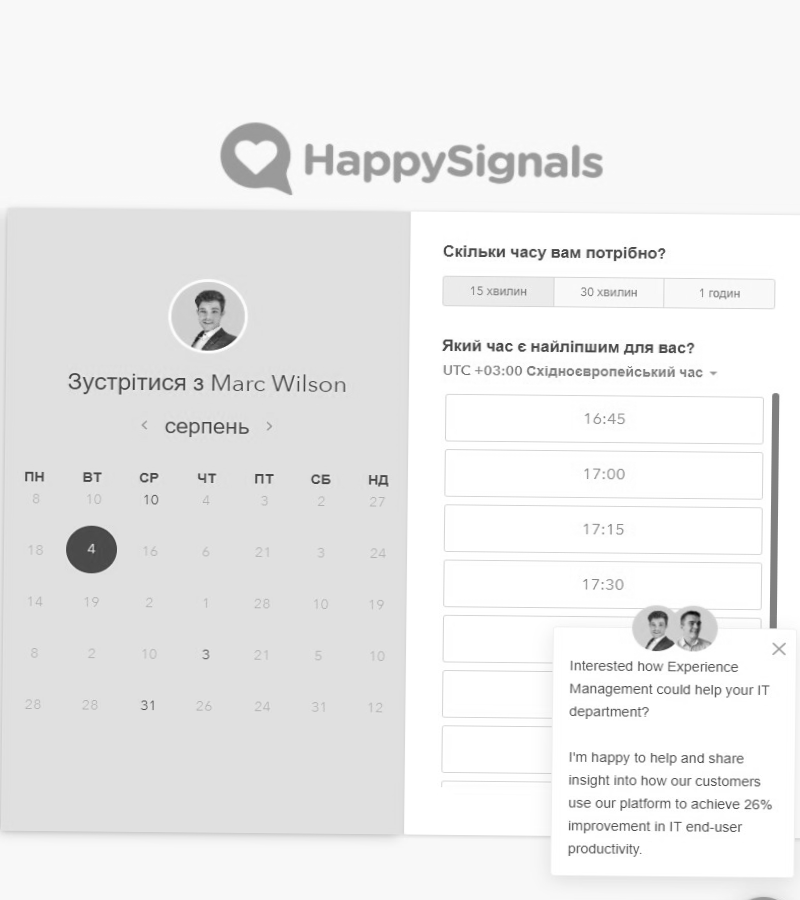 HappySignals
Зустрітися з Marc Wilson
серпень
ПН ВТ СР ЧТ ПТ СБ НД
8 10 10 4 3 2 27
18 4 16 6 21 3 24
14 19 2 1 28 10 19
8 2 10 3 21 5 10
28 28 31 26 24 31 12
Скільки часу вам потрібно?
15 хвилин 30 хвилин 1 годин
Який час є найліпшим для вас?
UTC +03:00 Східноєвропейський час
16:45
17:00
17:15
17:30
Interested how Experience
Management could help your IT
department?
I'm happy to help and share
insight into how our customers
use our platform to achieve 26%
improvement in IT end-user
productivity.